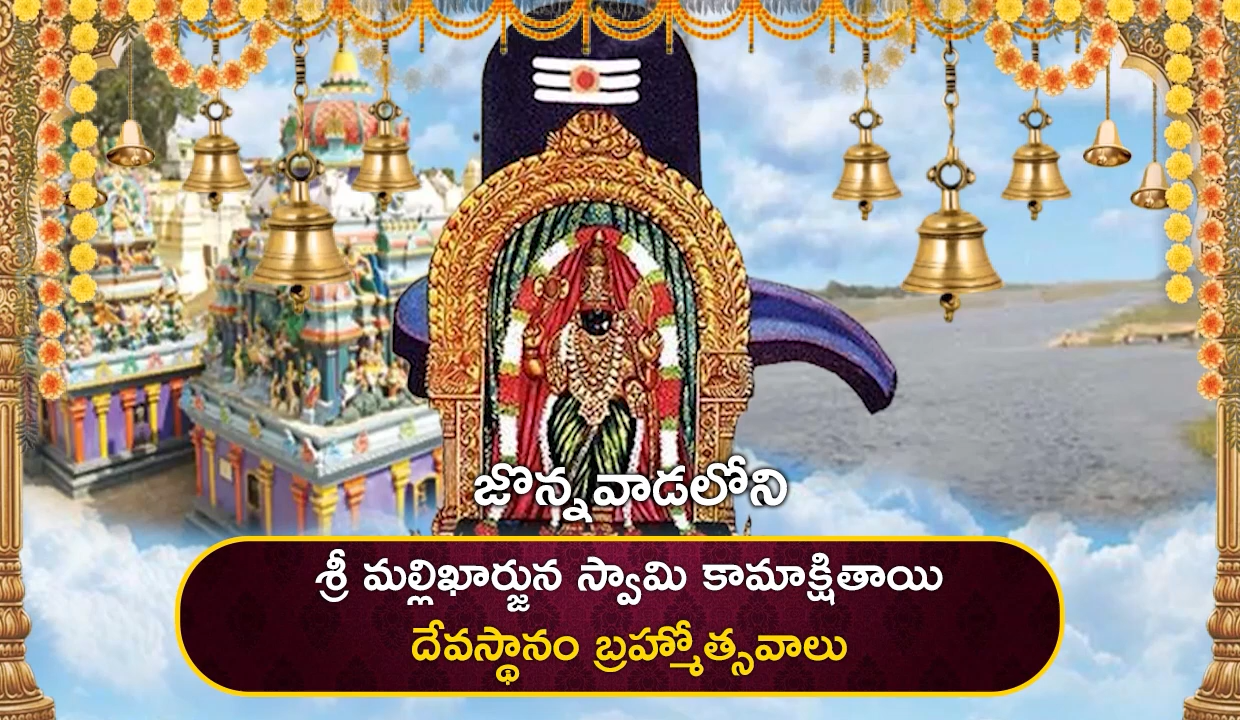 జొన్నవాడలోని
శ్రీ మల్లిఖార్జున స్వామి కామాక్షితాయి
దేవస్థానం బ్రహ్మోత్సవాలు